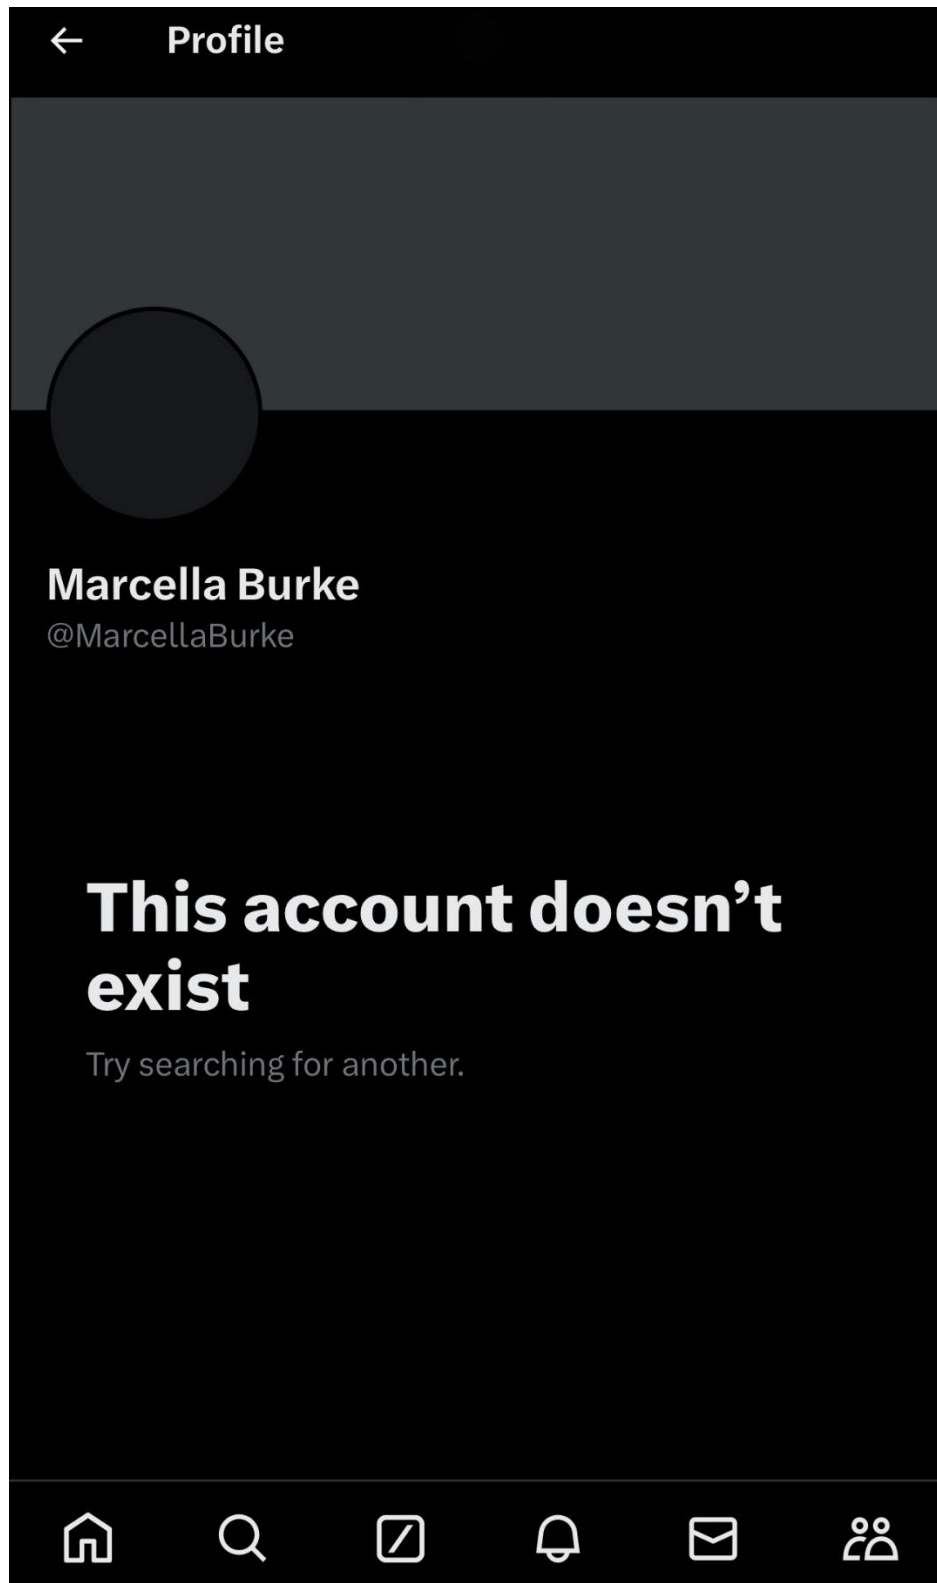 Profile
Marcella Burke
@MarcellaBurke
This account doesn’t
exist
Try searching for another.